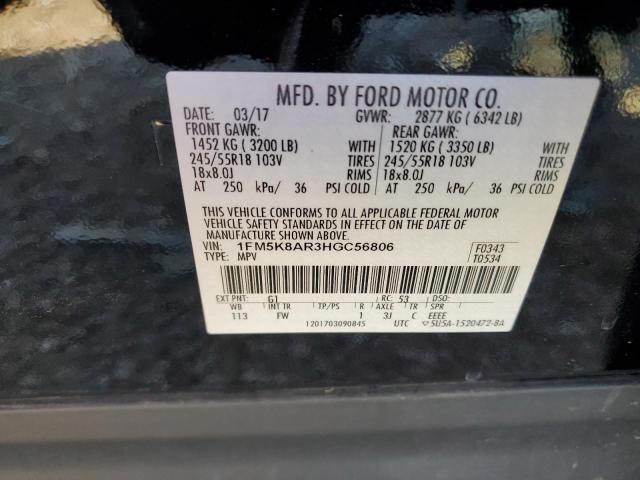 MFD. BY FORD MOTOR CO.
DATE: 03/17 GVWR: 2877 KG ( 6342 LB)
FRONT GAWR: REAR GAWR:
1452 KG ( 3200 LB) WITH 1520 KG ( 3350 LB) WITH
245/55R18 103V TIRES 245/55R18 103V TIRES
18x8.0J RIMS 18x8.0J RIMS
AT 250 kPa/ 36 PSI COLD AT 250 kPa/ 36 PSI COLD
THIS VEHICLE CONFORMS TO ALL APPLICABLE FEDERAL MOTOR
VEHICLE SAFETY STANDARDS IN EFFECT ON THE DATE OF
MANUFACTURE SHOWN ABOVE.
VIN: 1FM5K8AR3HGC56806 F0343
TYPE: MPV T0534
EXT PNT: G1 RC: 53 DSO:
WB INT TR TP/PS R AXLE TR SPR
113 FW 1 3J C EEEE
1201703090845 UTC 5U5A-1520472-BA